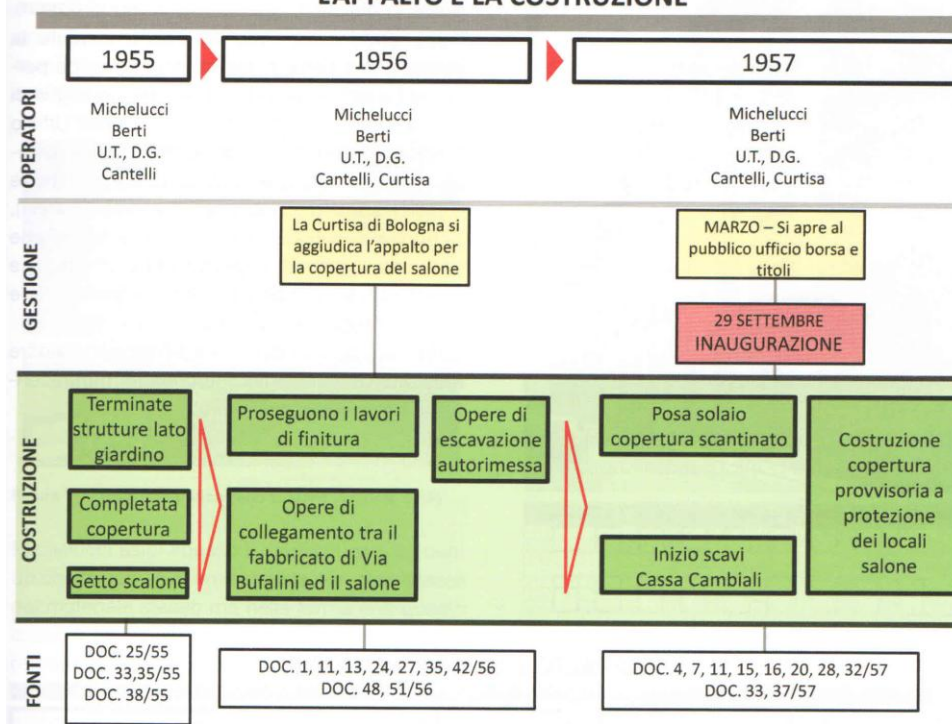 L'APPALTO E LA COSTRUZIONE
1955
1956
1957
OPERATORI
Michelucci
Berti
U.T., D.G.
Cantelli
Michelucci
Berti
U.T., D.G.
Cantelli, Curtisa
Michelucci
Berti
U.T., D.G.
Cantelli, Curtisa
GESTIONE
La Curtisa di Bologna si
aggiudica l'appalto per
la copertura del salone
MARZO – Si apre al
pubblico ufficio borsa e
titoli
29 SETTEMBRE
INAUGURAZIONE
COSTRUZIONE
Terminate
strutture lato
giardino
Completata
copertura
Getto scalone
Proseguono i lavori
di finitura
Opere di
collegamento tra il
fabbricato di Via
Bufalini ed il salone
Opere di
escavazione
autorimessa
Posa solaio
copertura scantinato
Inizio scavi
Cassa Cambiali
Costruzione
copertura
provvisoria a
protezione
dei locali
salone
FONTI
DOC. 25/55
DOC. 33,35/55
DOC. 38/55
DOC. 1, 11, 13, 24, 27, 35, 42/56
DOC. 48, 51/56
DOC. 4, 7, 11, 15, 16, 20, 28, 32/57
DOC. 33, 37/57